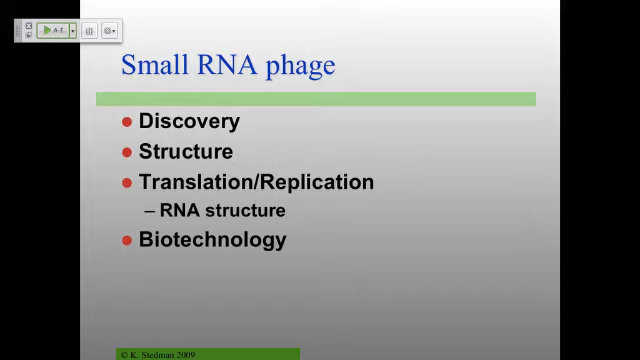 A-E
Small RNA phage
Discovery
Structure
Translation/Replication
– RNA structure
Biotechnology
© K. Stedman 2009